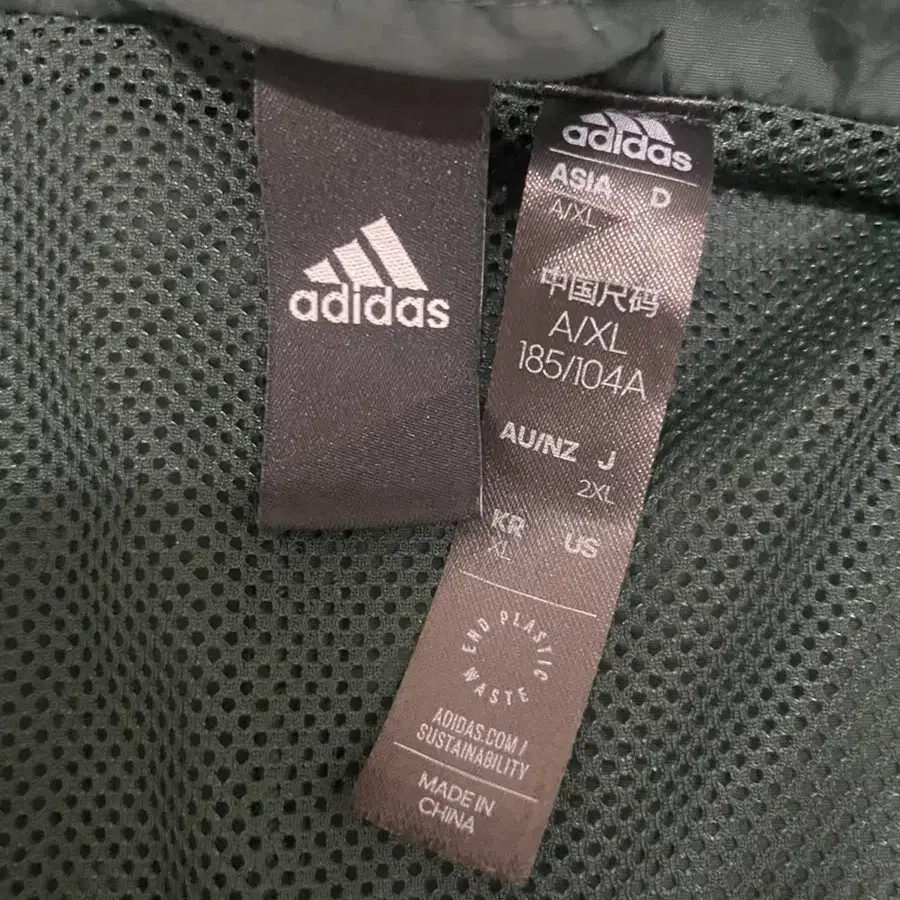 adidas
adidas
ASIA D
A/XL
中国尺码
A/XL
185/104A
AU/NZ J
2XL
KR US
XL
END PLASTIC WASTE
ADIDAS.COM/
SUSTAINABILITY
MADE IN
CHINA